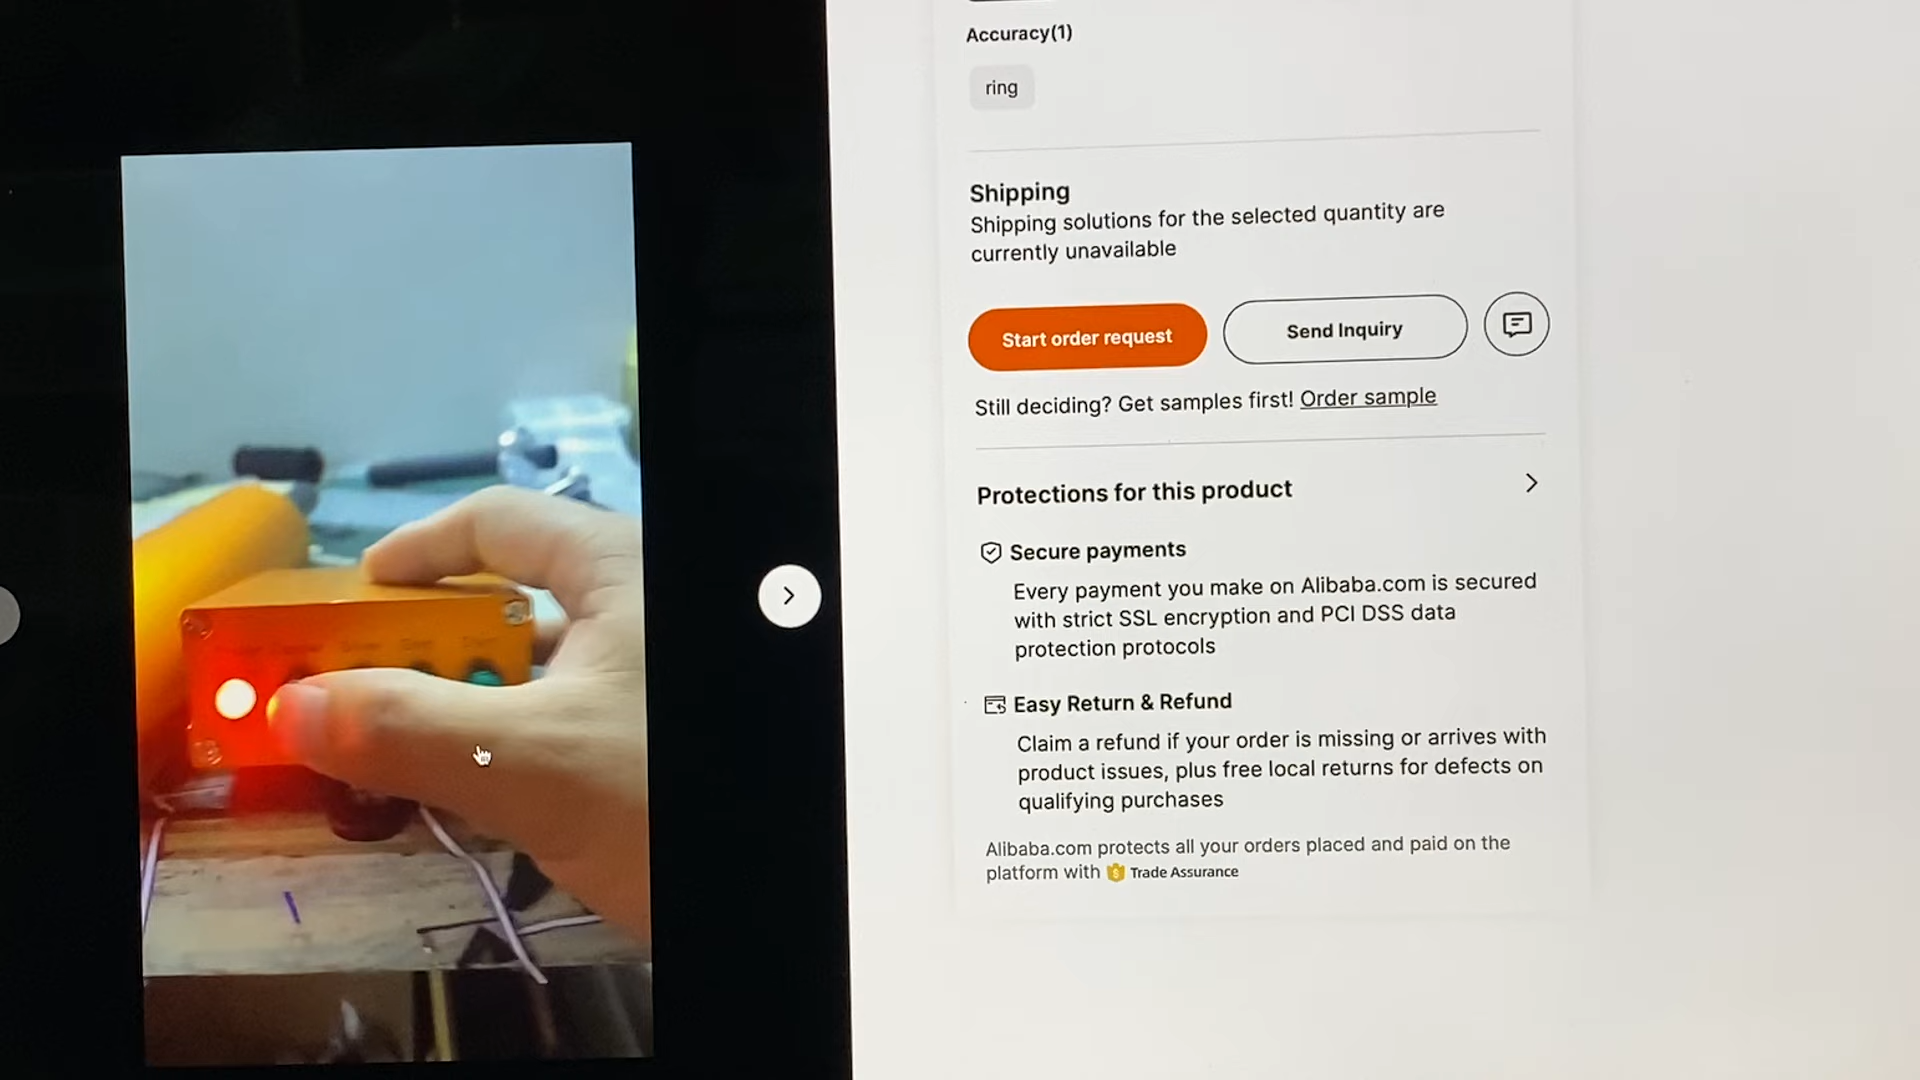 Accuracy(1)
ring
Shipping
Shipping solutions for the selected quantity are
currently unavailable
Start order request
Send Inquiry
Still deciding? Get samples first! Order sample
Protections for this product
Secure payments
Every payment you make on Alibaba.com is secured
with strict SSL encryption and PCI DSS data
protection protocols
Easy Return & Refund
Claim a refund if your order is missing or arrives with
product issues, plus free local returns for defects on
qualifying purchases
Alibaba.com protects all your orders placed and paid on the
platform with Trade Assurance